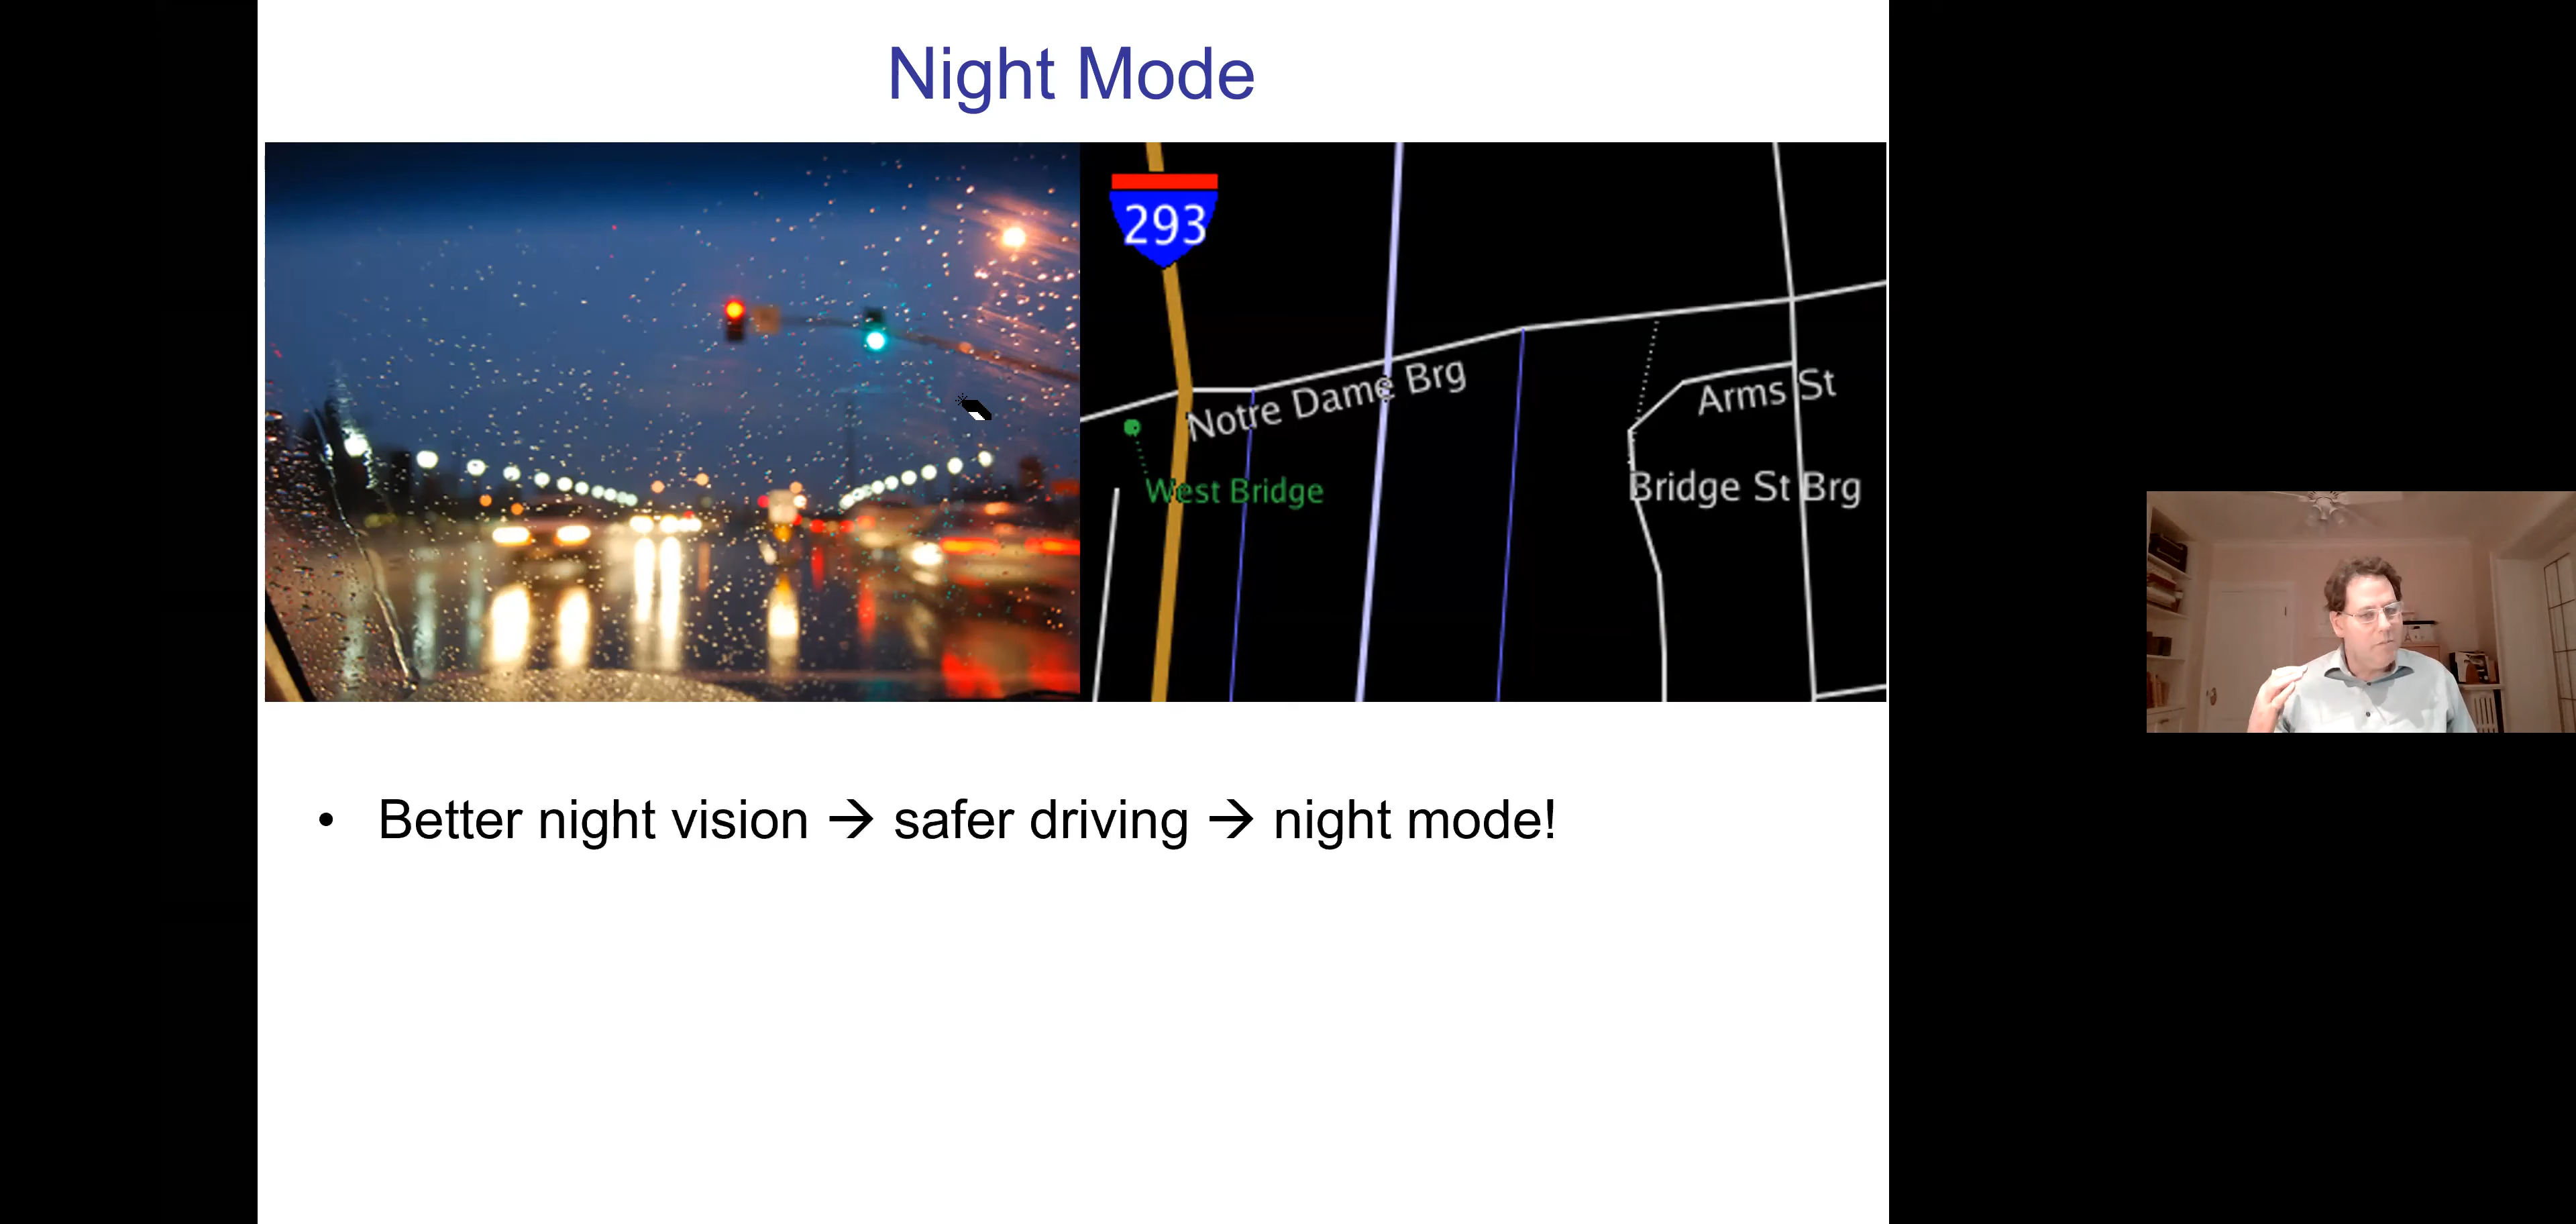 Night Mode
293
Notre Dame Brg
Arms St
West Bridge
Bridge St Brg
• Better night vision → safer driving → night mode!